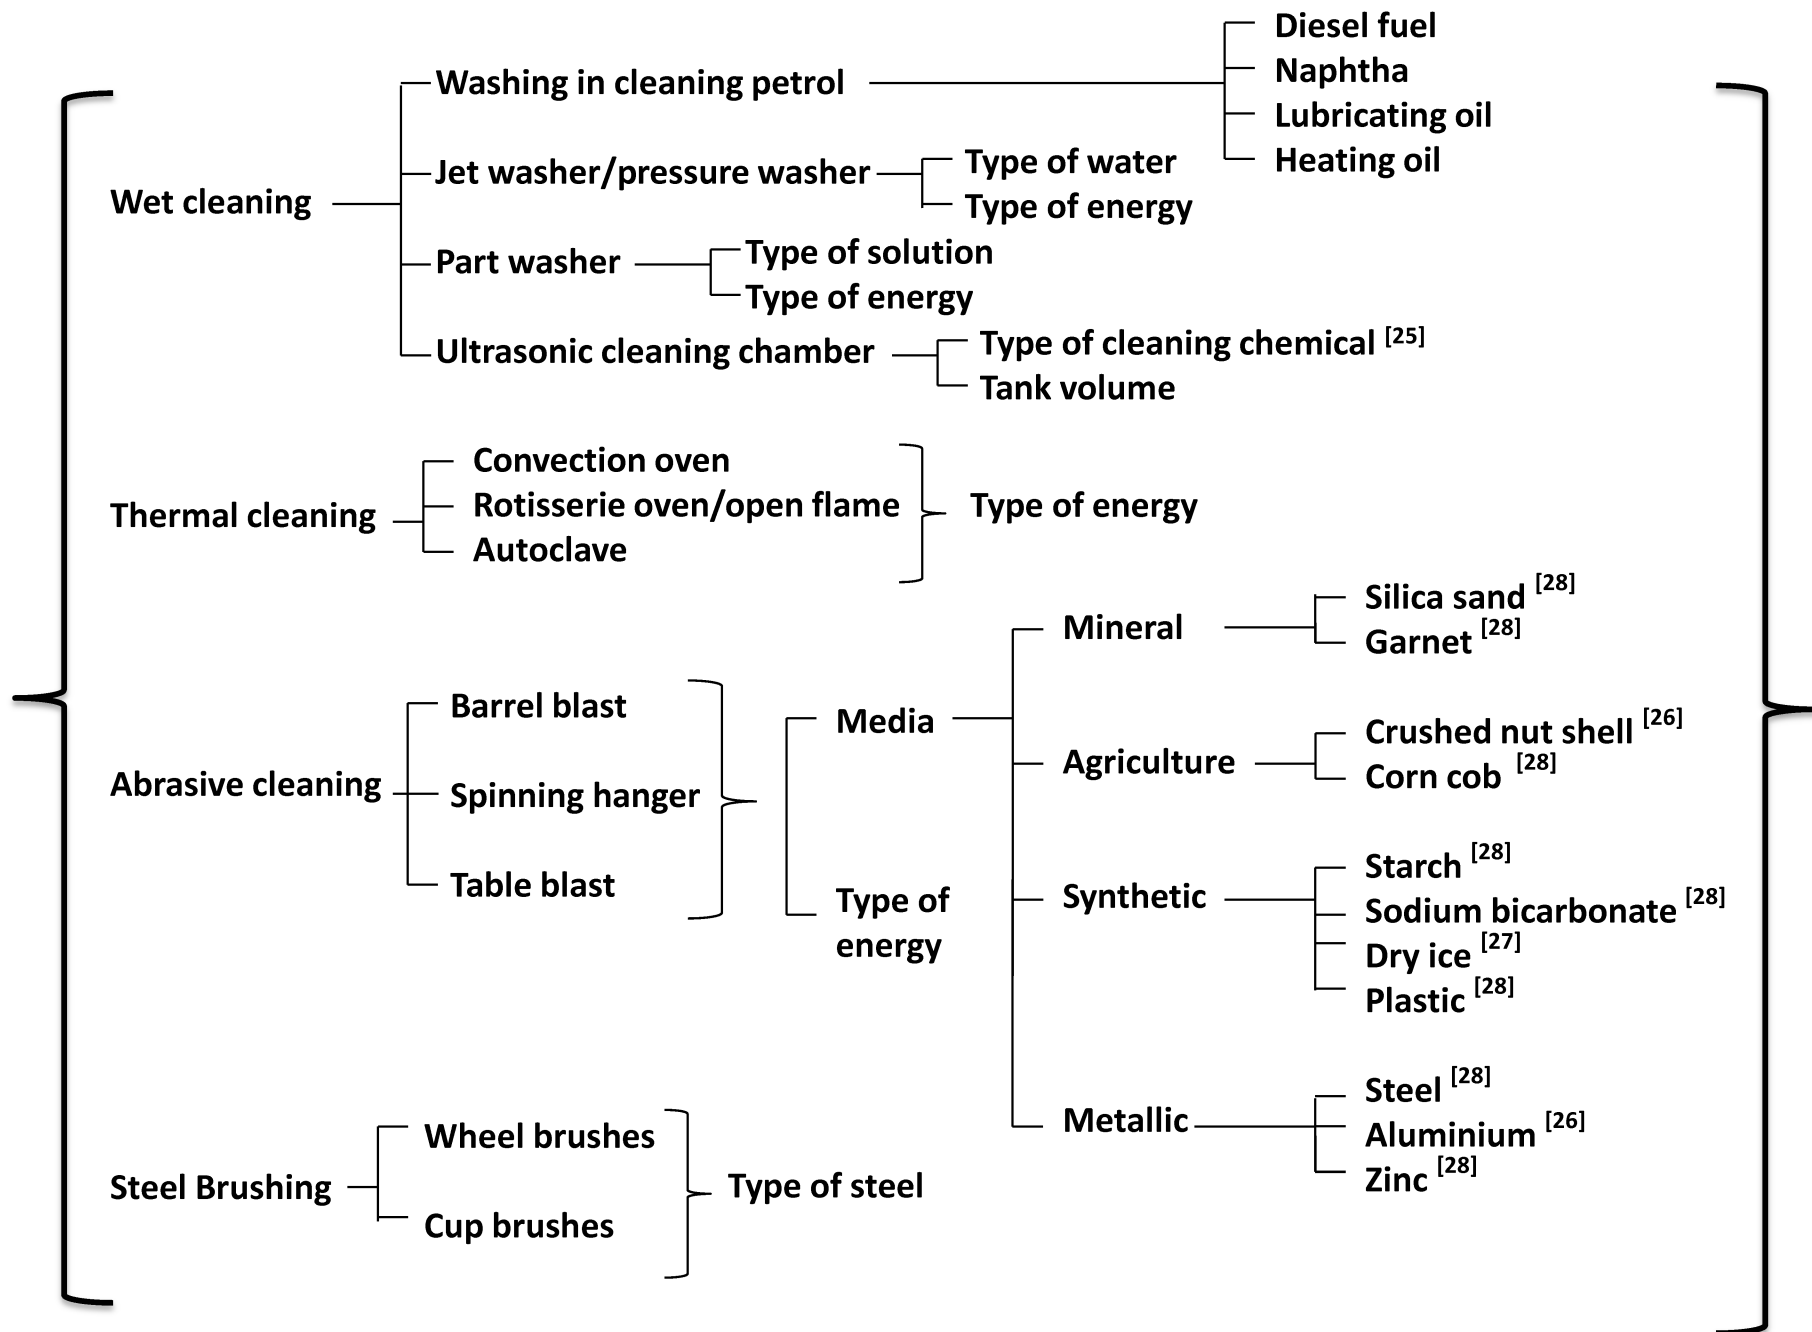 Diesel fuel
Washing in cleaning petrol
Naphtha
Lubricating oil
Heating oil
Wet cleaning
Jet washer/pressure washer
Type of water
Type of energy
Part washer
Type of solution
Type of energy
Ultrasonic cleaning chamber
Type of cleaning chemical [25]
Tank volume
Thermal cleaning
Convection oven
Rotisserie oven/open flame
Autoclave
Type of energy
Abrasive cleaning
Barrel blast
Spinning hanger
Table blast
Media
Type of
energy
Mineral
Silica sand [28]
Garnet [28]
Agriculture
Crushed nut shell [26]
Corn cob [28]
Synthetic
Starch [28]
Sodium bicarbonate [28]
Dry ice [27]
Plastic [28]
Metallic
Steel [28]
Aluminium [26]
Zinc [28]
Steel Brushing
Wheel brushes
Cup brushes
Type of steel